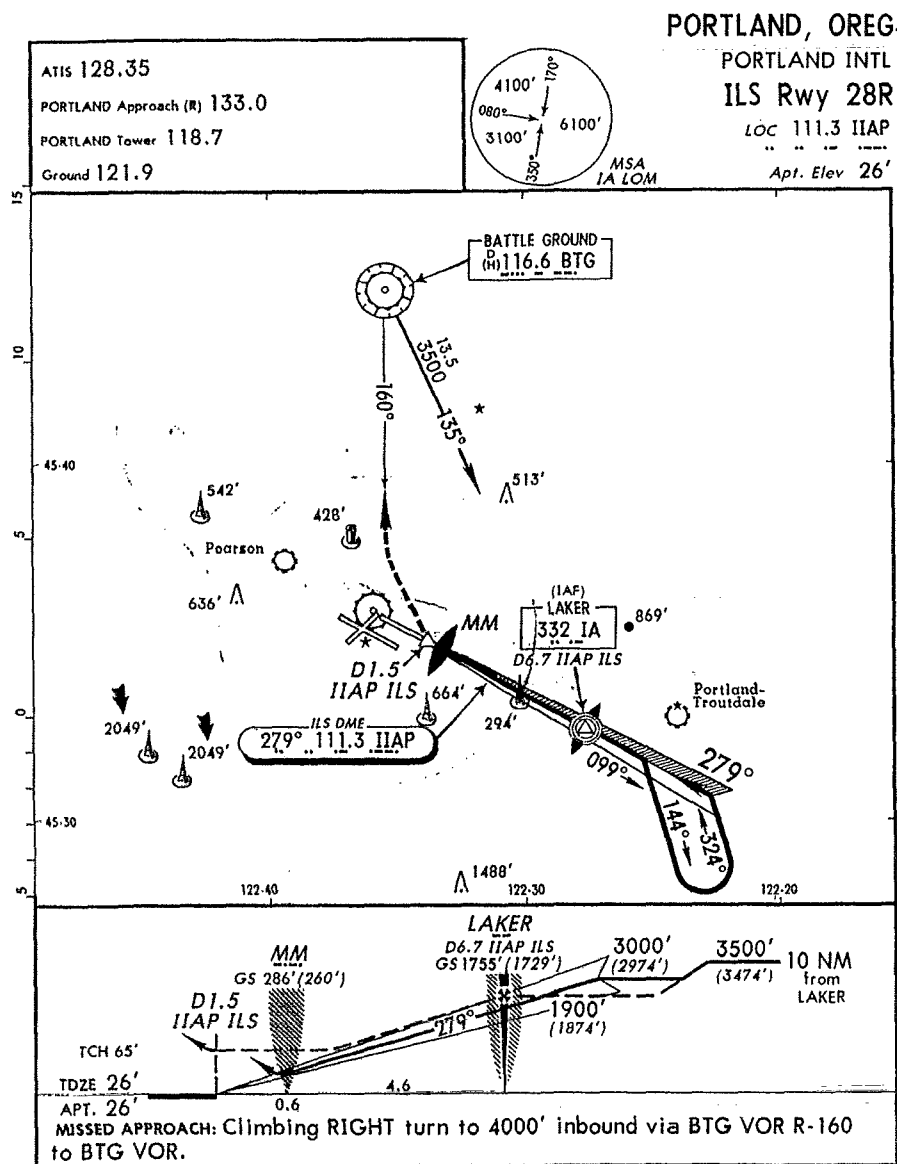 PORTLAND, OREG
PORTLAND INTL
ILS Rwy 28R
LOC 111.3 IIAP
Apt. Elev 26'
ATIS 128.35
PORTLAND Approach (R) 133.0
PORTLAND Tower 118.7
Ground 121.9
4100'
170°
080°
6100'
3100'
350°
MSA
IA LOM
15
BATTLE GROUND
D
(H) 116.6 BTG
10
13.5
3500
160°
135°
45-40
513'
542'
428'
5
Pearson
(IAF)
LAKER
332 IA
D6.7 IIAP ILS
636'
869'
MM
D1.5
IIAP ILS
664'
294'
Portland-
Troutdale
0
2049'
2049'
ILS DME
279° 111.3 IIAP
279°
099°
45-30
144°
324°
1488'
5
122-40
122-30
122-20
LAKER
D6.7 IIAP ILS
GS 1755' (1729')
MM
GS 286' (260')
3000'
(2974')
3500'
(3474')
10 NM
from
LAKER
D1.5
IIAP ILS
279°
1900'
(1874')
TCH 65'
TDZE 26'
APT. 26'
0.6
4.6
MISSED APPROACH: Climbing RIGHT turn to 4000' inbound via BTG VOR R-160
to BTG VOR.